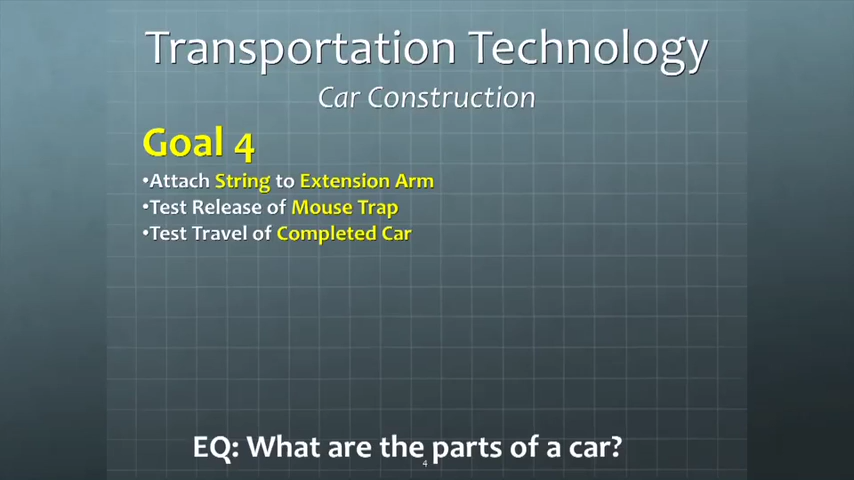 Transportation Technology
Car Construction
Goal 4
•Attach String to Extension Arm
•Test Release of Mouse Trap
•Test Travel of Completed Car
EQ: What are the parts of a car?
4